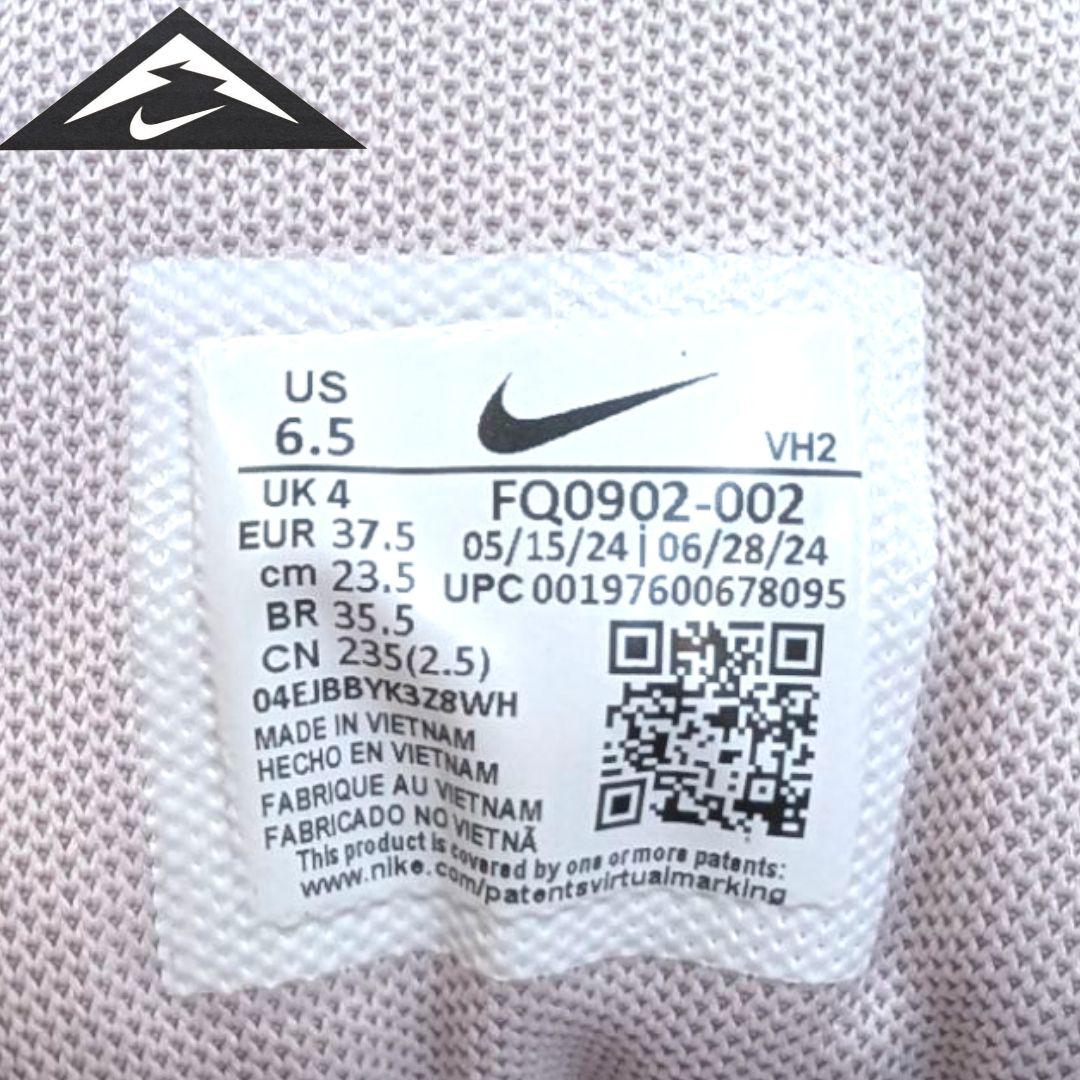 US
6.5
VH2
UK 4
EUR 37.5
cm 23.5
BR 35.5
CN 235(2.5)
FQ0902-002
05/15/24 | 06/28/24
UPC 00197600678095
04EJBBYK3Z8WH
MADE IN VIETNAM
HECHO EN VIETNAM
FABRIQUE AU VIETNAM
FABRICADO NO VIETNÃ
This product is covered by one or more patents:
www.nike.com/patentsvirtualmarking